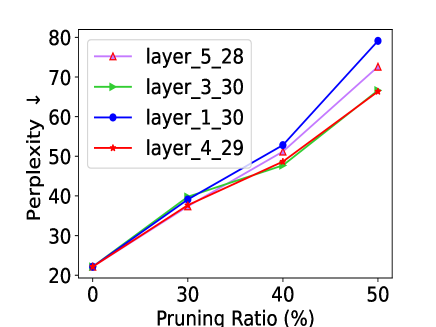 80
70
60
50
40
30
20
Perplexity ↓
layer_5_28
layer_3_30
layer_1_30
layer_4_29
0 30 40 50
Pruning Ratio (%)